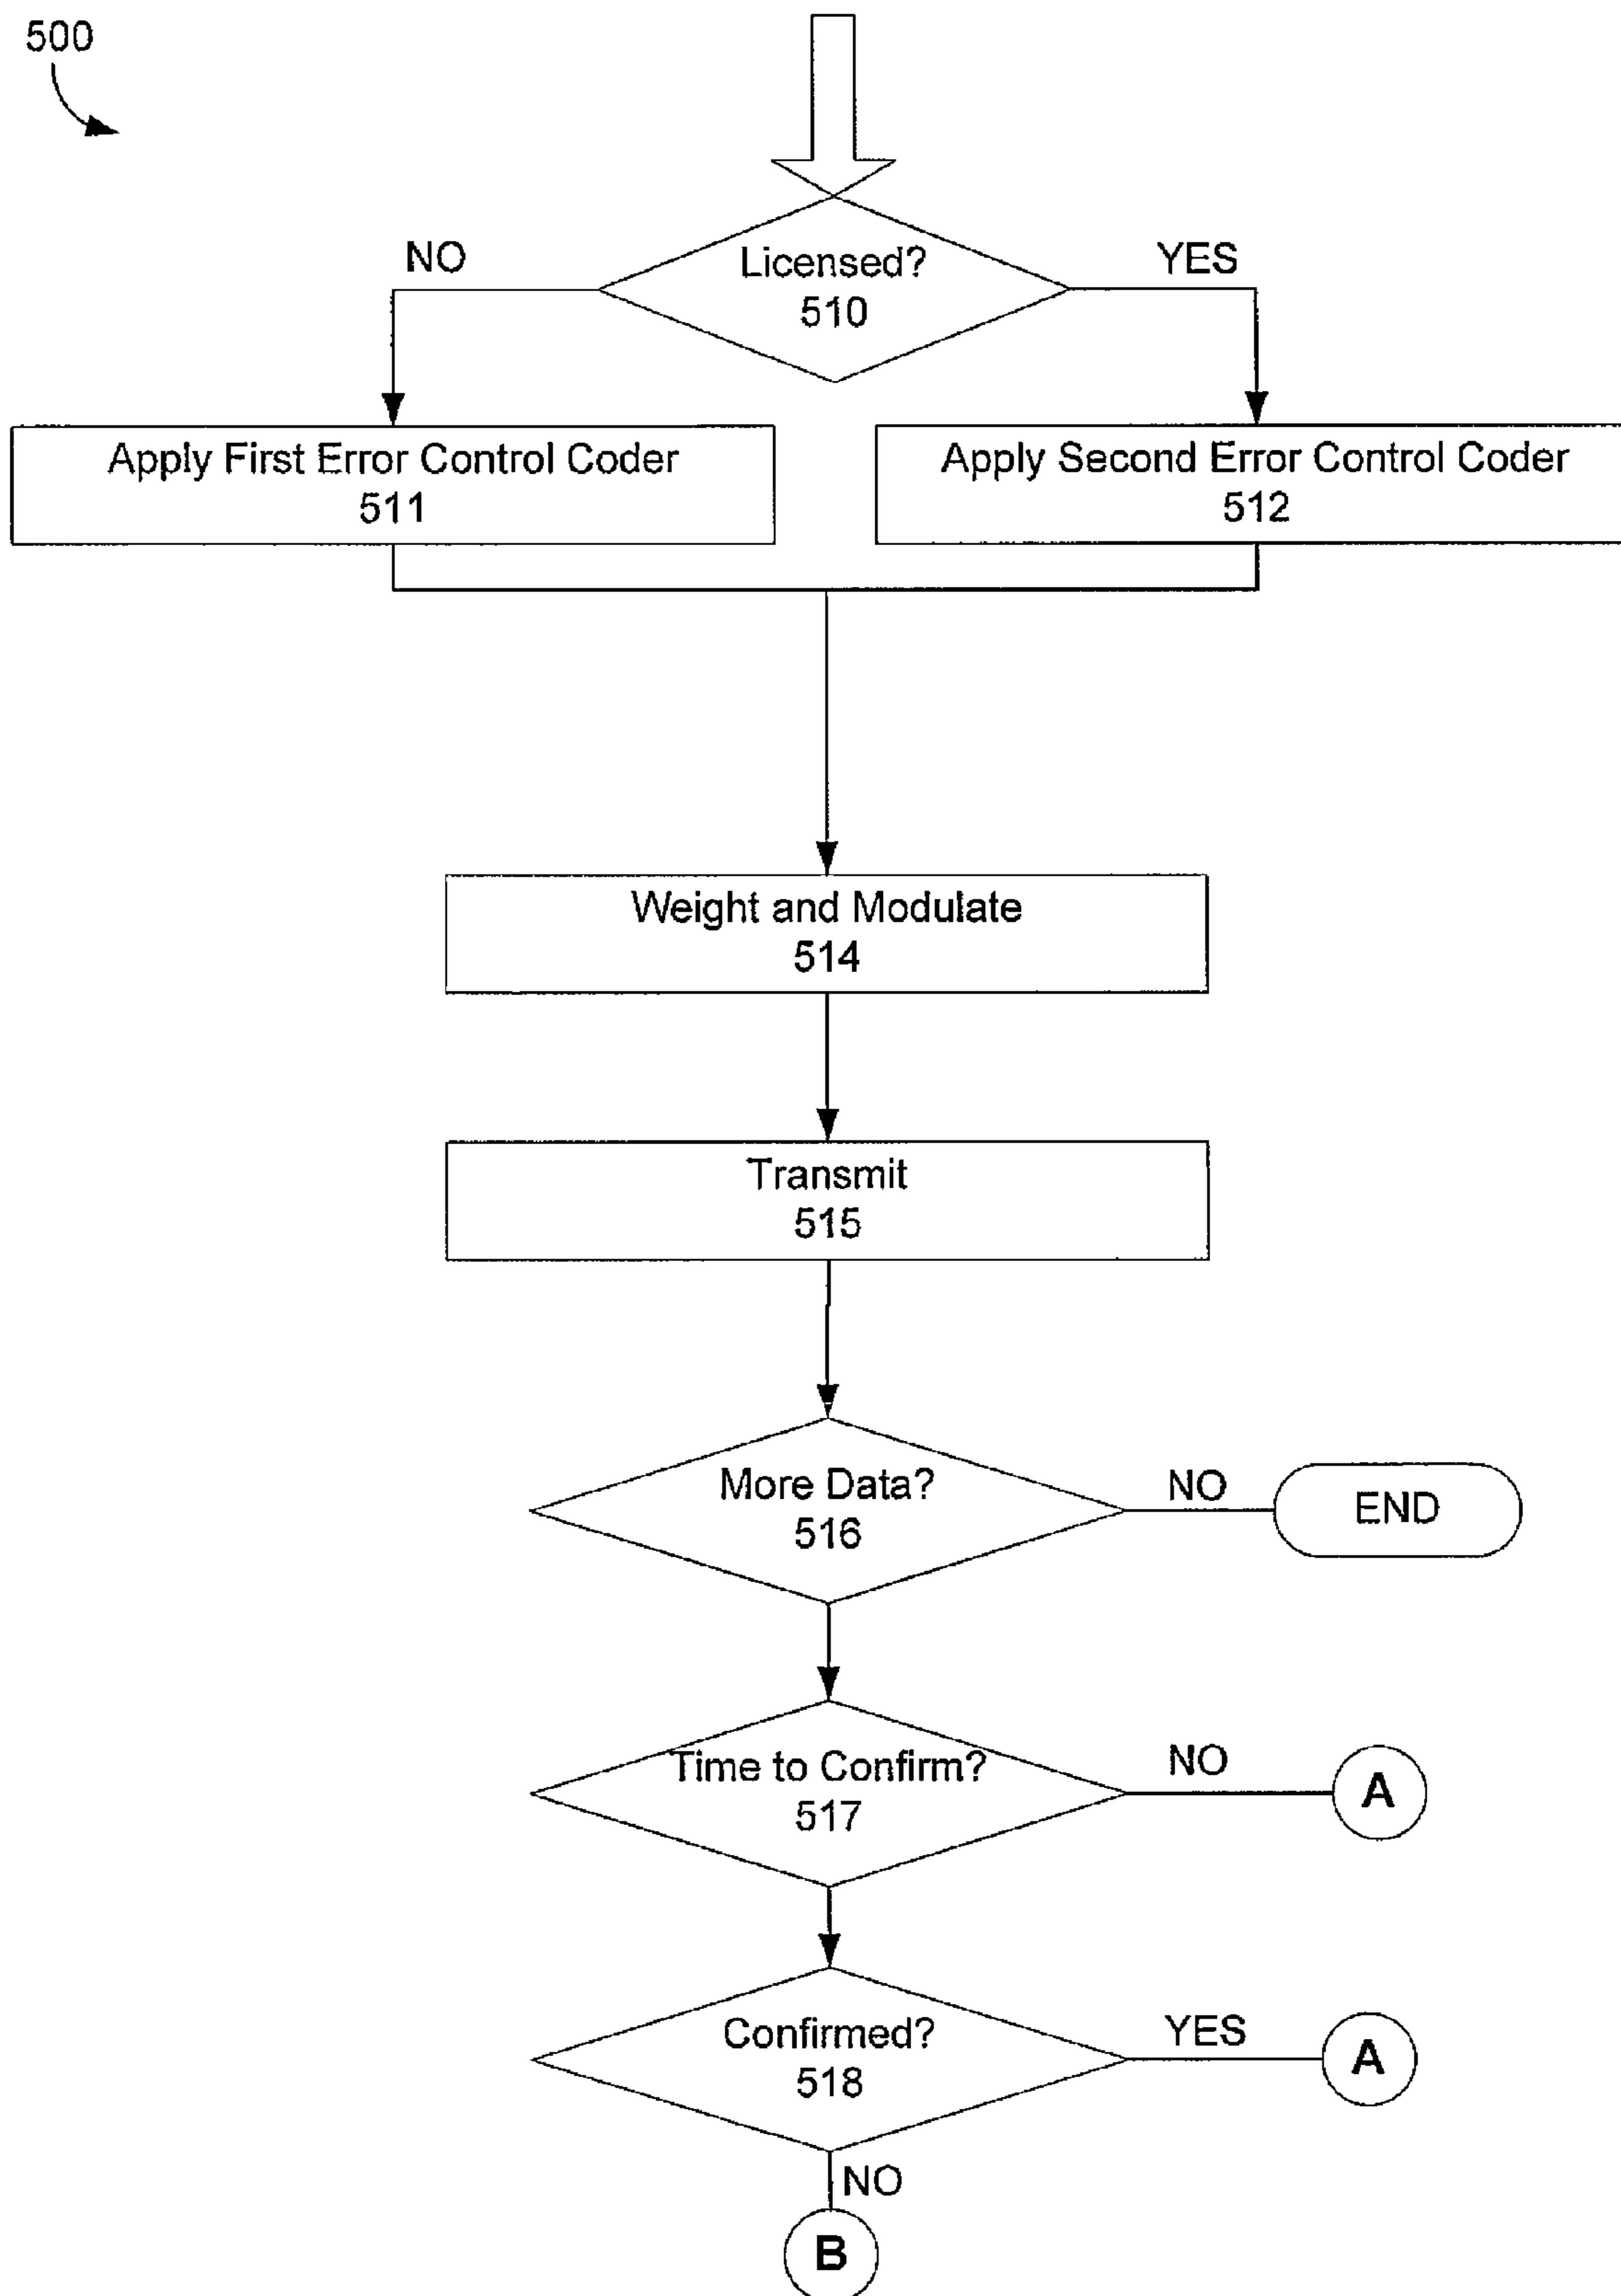 500
Licensed?
510
NO
YES
Apply First Error Control Coder
511
Apply Second Error Control Coder
512
Weight and Modulate
514
Transmit
515
More Data?
516
NO
END
Time to Confirm?
517
NO
A
Confirmed?
518
YES
A
NO
B